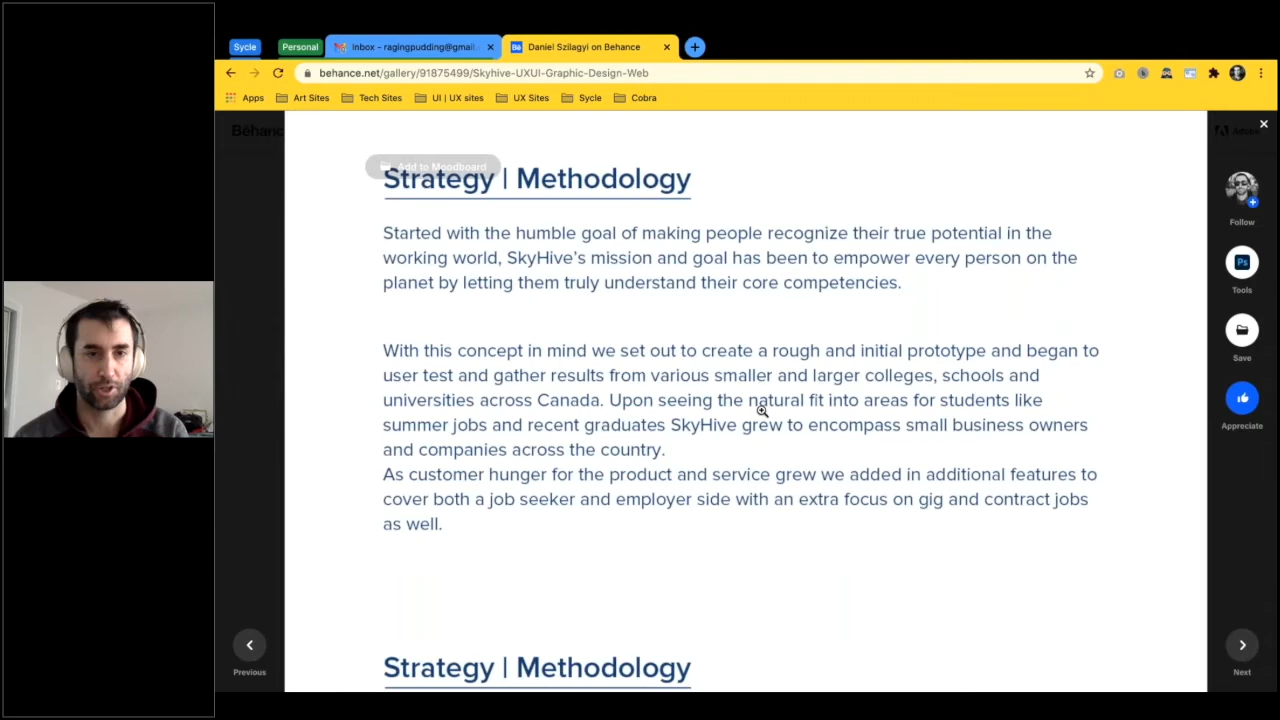 Sycle
Personal
Inbox - ragingpudding@gmail.
Daniel Szilagyi on Behance
behance.net/gallery/91875499/Skyhive-UXUI-Graphic-Design-Web
Apps
Art Sites
Tech Sites
UI | UX sites
UX Sites
Sycle
Cobra
Behanc
Adobe
Add to Moodboard
Strategy | Methodology
Started with the humble goal of making people recognize their true potential in the
working world, SkyHive's mission and goal has been to empower every person on the
planet by letting them truly understand their core competencies.
With this concept in mind we set out to create a rough and initial prototype and began to
user test and gather results from various smaller and larger colleges, schools and
universities across Canada. Upon seeing the natural fit into areas for students like
summer jobs and recent graduates SkyHive grew to encompass small business owners
and companies across the country.
As customer hunger for the product and service grew we added in additional features to
cover both a job seeker and employer side with an extra focus on gig and contract jobs
as well.
Strategy | Methodology
Follow
Ps
Tools
Save
Appreciate
Previous
Next